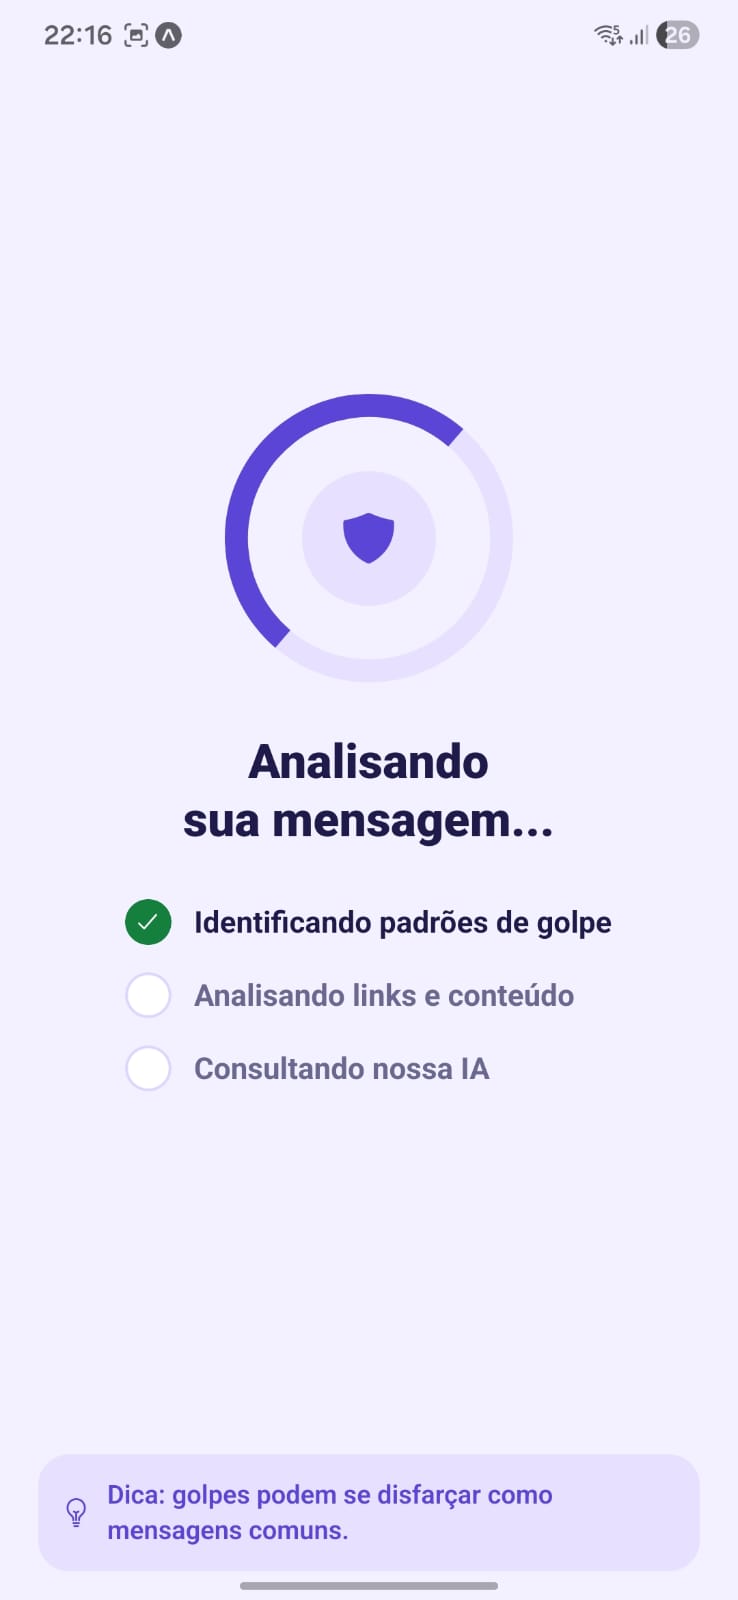 22:16
5
26
Analisando
sua mensagem...
Identificando padrões de golpe
Analisando links e conteúdo
Consultando nossa IA
Dica: golpes podem se disfarçar como
mensagens comuns.